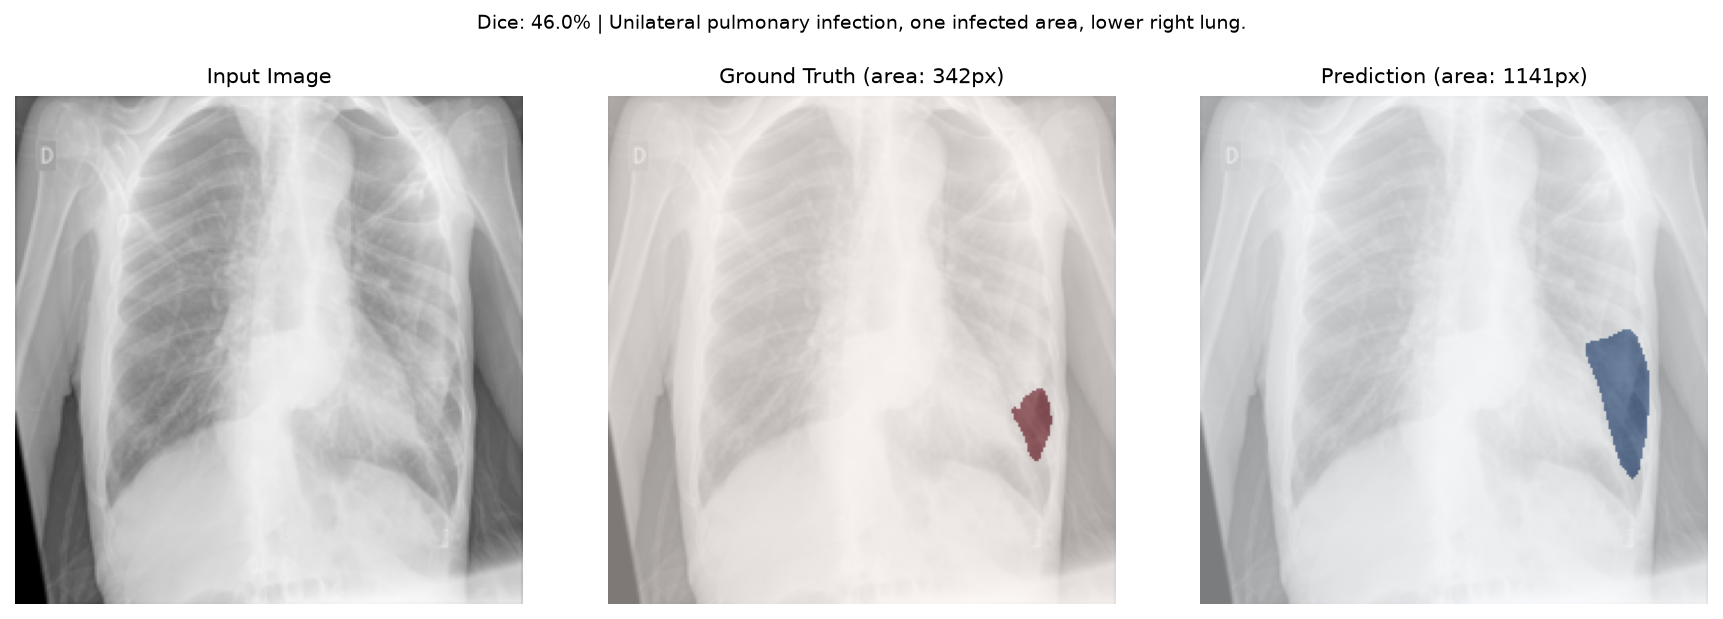 Dice: 46.0% | Unilateral pulmonary infection, one infected area, lower right lung.
Input Image
Ground Truth (area: 342px)
Prediction (area: 1141px)
D
D
D